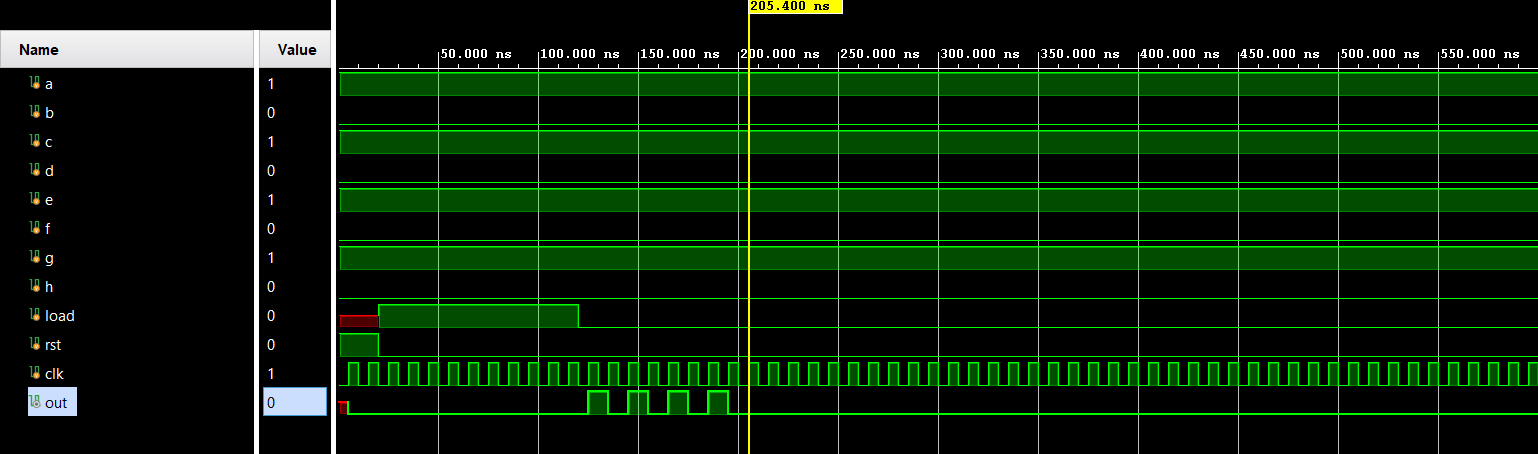 205.400 ns
Name Value
50.000 ns 100.000 ns 150.000 ns 200.000 ns 250.000 ns 300.000 ns 350.000 ns 400.000 ns 450.000 ns 500.000 ns 550.000 ns
a 1
b 0
c 1
d 0
e 1
f 0
g 1
h 0
load 0
rst 0
clk 1
out 0